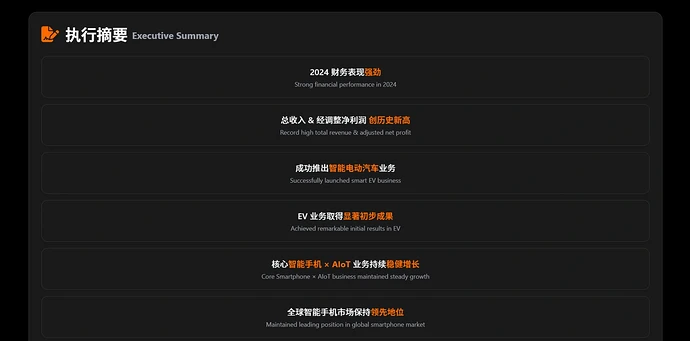 执行摘要 Executive Summary
2024 财务表现强劲
Strong financial performance in 2024
总收入 & 经调整净利润 创历史新高
Record high total revenue & adjusted net profit
成功推出智能电动汽车业务
Successfully launched smart EV business
EV 业务取得显著初步成果
Achieved remarkable initial results in EV
核心智能手机 × AIoT 业务持续稳健增长
Core Smartphone × AIoT business maintained steady growth
全球智能手机市场保持领先地位
Maintained leading position in global smartphone market